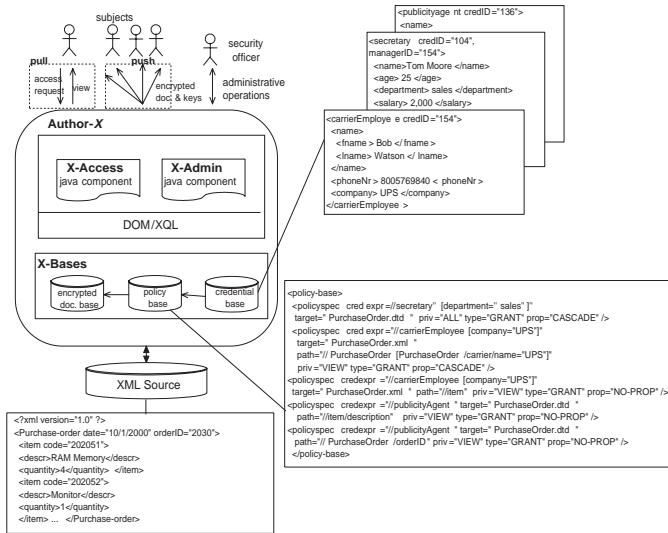 subjects
security
officer
pull
push
access
request
view
encrypted
doc. & keys
administrative
operations
Author-X
X-Access
java component
X-Admin
java component
DOM/XQL
X-Bases
encrypted
doc. base
policy
base
credential
base
XML Source
<?xml version="1.0" ?>
<Purchase-order date="10/1/2000" orderID="2030">
<item code="202051">
<descr>RAM Memory</descr>
<quantity>4</quantity> </item>
<item code="202052">
<descr>Monitor</descr>
<quantity>1</quantity>
</item> ... </Purchase-order>
<publicityage nt credID="136">
<name>
<secretary credID="104",
managerID="154">
<name>Tom Moore </name>
<age> 25 </age>
<department> sales </department>
<salary> 2,000 </salary>
<carrierEmploye e credID="154">
<name>
<fname > Bob </ fname >
<lname> Watson </ lname>
</name>
<phoneNr > 8005769840 < phoneNr >
<company> UPS </company>
</carrierEmployee >
<policy-base>
<policyspec cred expr =//secretary" [department=" sales" ]"
target=" PurchaseOrder.dtd " priv="ALL" type="GRANT" prop="CASCADE" />
<policyspec cred expr =//carrierEmployee [company="UPS"]"
target=" PurchaseOrder.xml "
path="// PurchaseOrder [PurchaseOrder /carrier/name="UPS"]"
priv="VIEW" type="GRANT" prop="CASCADE" />
<policyspec credexpr ="//carrierEmployee [company="UPS"]"
target=" PurchaseOrder.xml " path="//item" priv="VIEW" type="GRANT" prop="NO-PROP" />
<policyspec credexpr ="//publicityAgent " target=" PurchaseOrder.dtd "
path="//item/description" priv="VIEW" type="GRANT" prop="NO-PROP" />
<policyspec credexpr ="//publicityAgent " target=" PurchaseOrder.dtd "
path="// PurchaseOrder /orderID " priv="VIEW" type="GRANT" prop="NO-PROP" />
</policy-base>